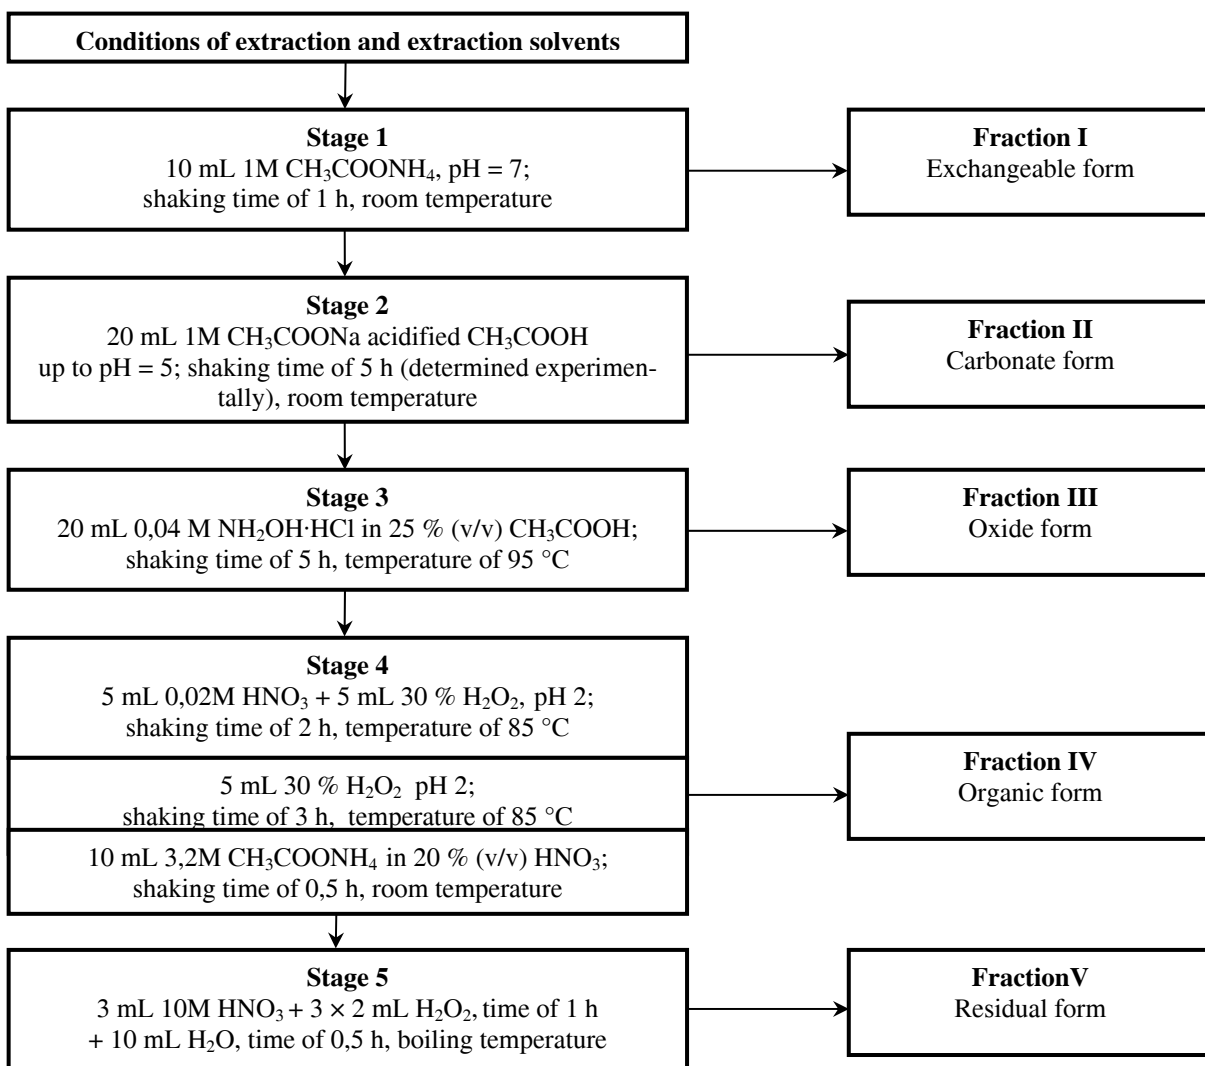 Conditions of extraction and extraction solvents
Stage 1
10 mL 1M CH₃COONH₄, pH = 7;
shaking time of 1 h, room temperature
Fraction I
Exchangeable form
Stage 2
20 mL 1M CH₃COONa acidified CH₃COOH
up to pH = 5; shaking time of 5 h (determined experimen-
tally), room temperature
Fraction II
Carbonate form
Stage 3
20 mL 0,04 M NH₂OH·HCl in 25 % (v/v) CH₃COOH;
shaking time of 5 h, temperature of 95 °C
Fraction III
Oxide form
Stage 4
5 mL 0,02M HNO₃ + 5 mL 30 % H₂O₂, pH 2;
shaking time of 2 h, temperature of 85 °C
5 mL 30 % H₂O₂ pH 2;
shaking time of 3 h, temperature of 85 °C
10 mL 3,2M CH₃COONH₄ in 20 % (v/v) HNO₃;
shaking time of 0,5 h, room temperature
Fraction IV
Organic form
Stage 5
3 mL 10M HNO₃ + 3 × 2 mL H₂O₂, time of 1 h
+ 10 mL H₂O, time of 0,5 h, boiling temperature
FractionV
Residual form